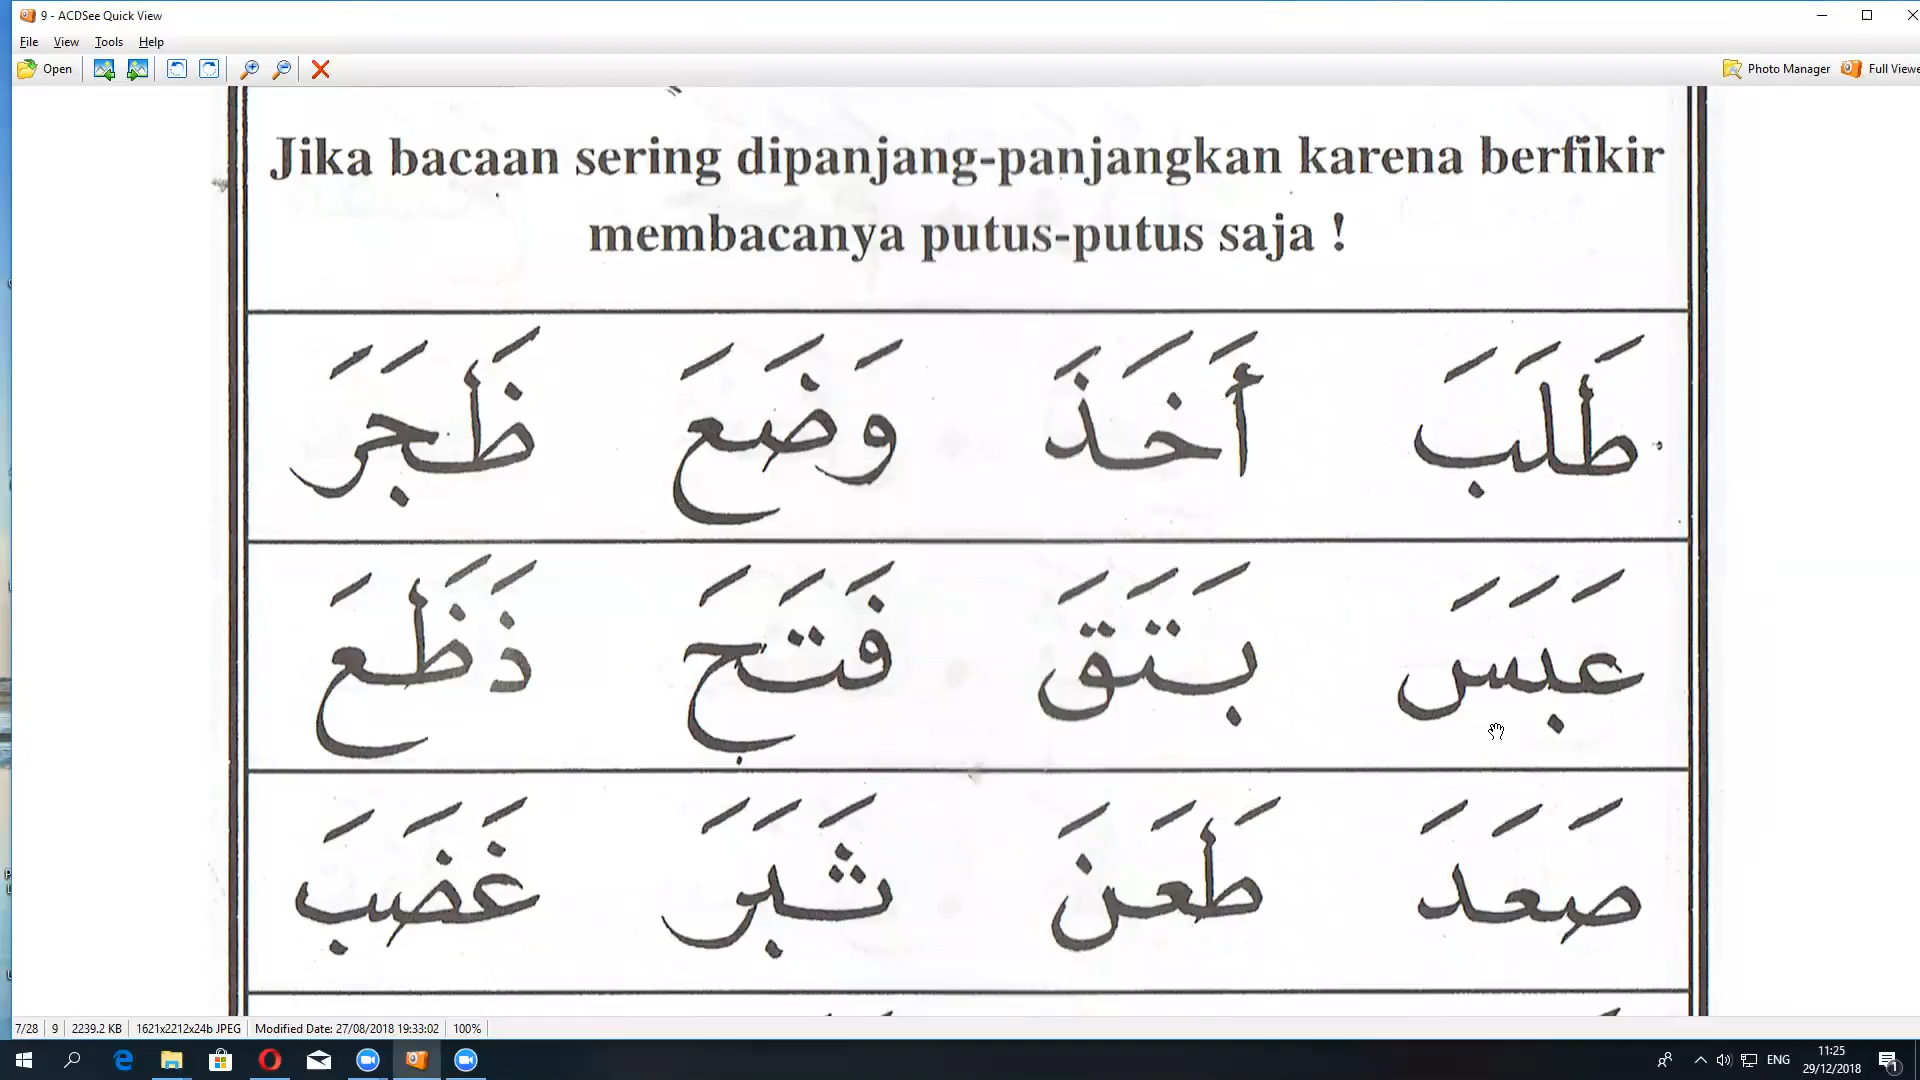 9 - ACDSee Quick View
File View Tools Help
Open Photo Manager Full Viewe
Jika bacaan sering dipanjang-panjangkan karena berfikir
membacanya putus-putus saja !
طَلَبَ أَخَذَ وَضَعَ ظَجَرَ
عَبَسَ بَتَقَ فَتَحَ ذَظَعَ
صَعَدَ طَعَنَ ثَبَرَ غَضَبَ
7/28 9 2239.2 KB 1621x2212x24b JPEG Modified Date: 27/08/2018 19:33:02 100%
ENG 11:25
29/12/2018
1